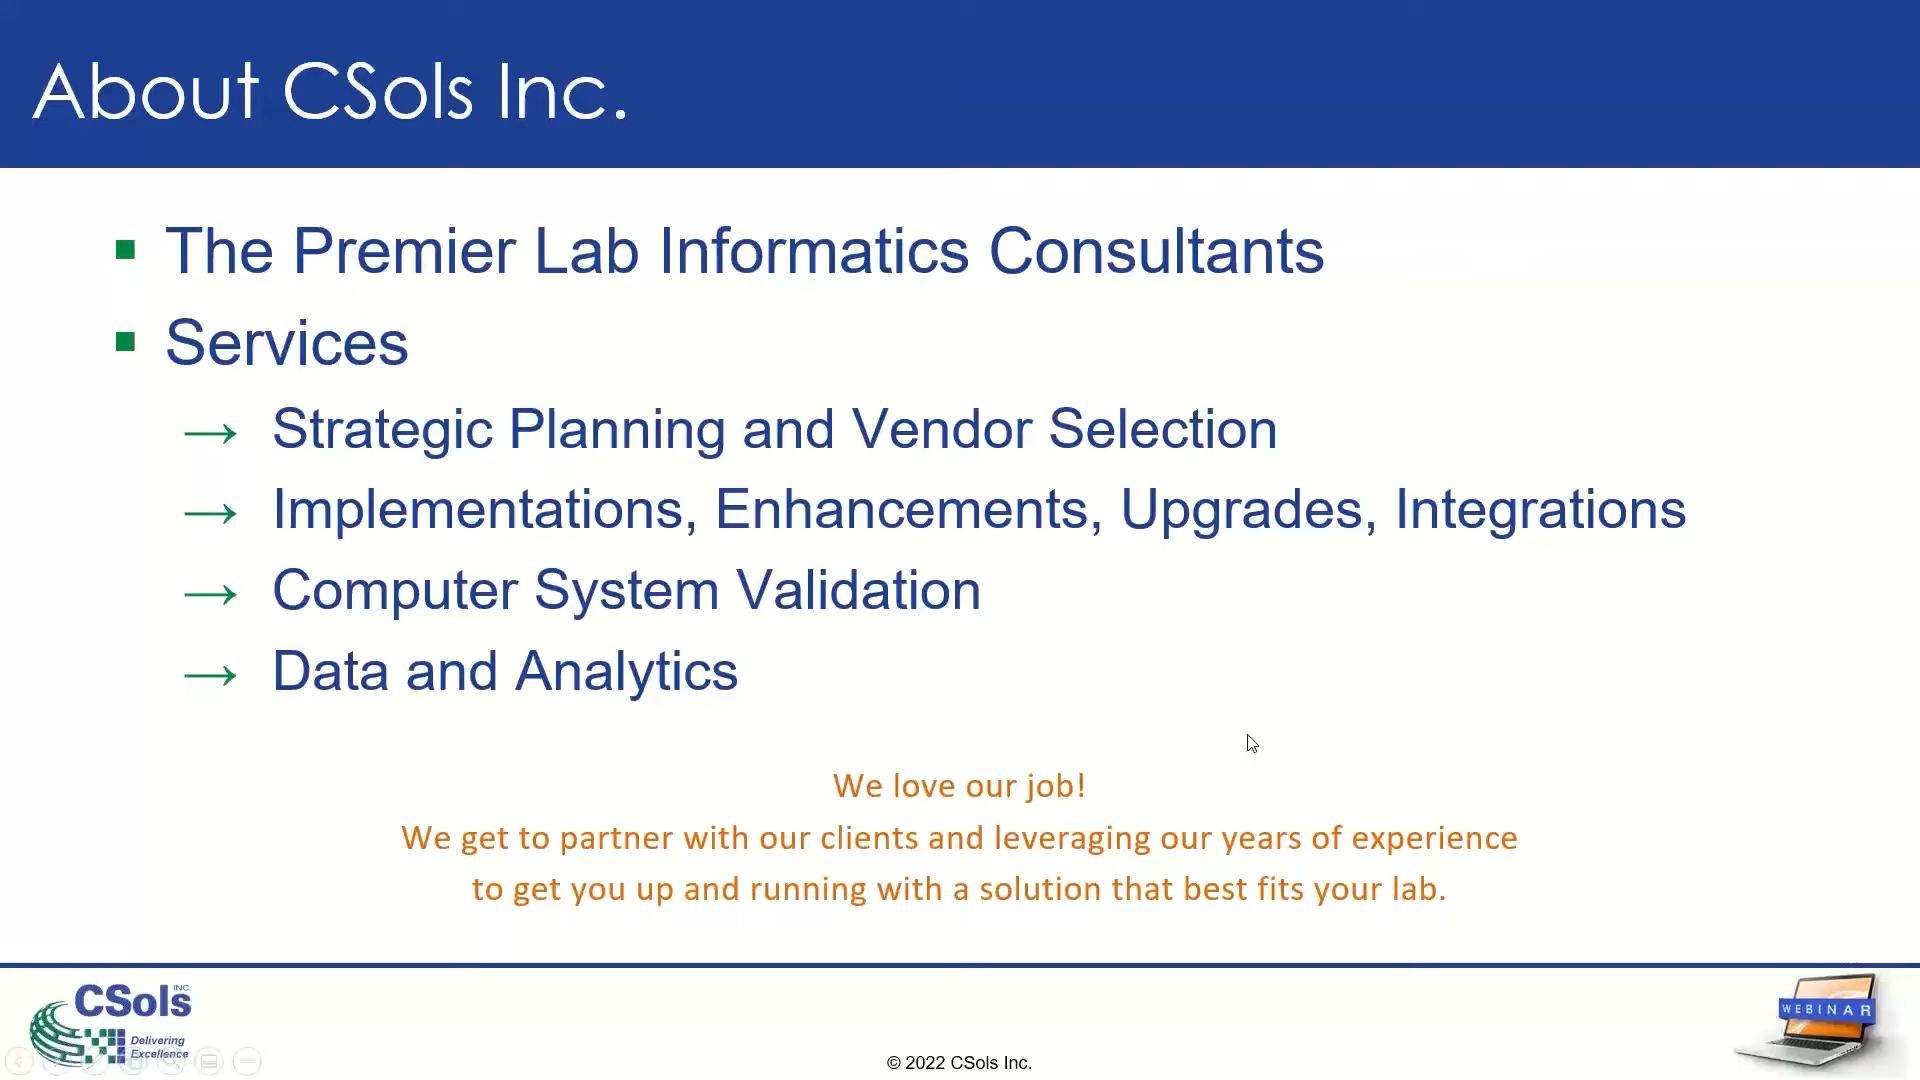 About CSols Inc.
The Premier Lab Informatics Consultants
Services
Strategic Planning and Vendor Selection
Implementations, Enhancements, Upgrades, Integrations
Computer System Validation
Data and Analytics
We love our job!
We get to partner with our clients and leveraging our years of experience
to get you up and running with a solution that best fits your lab.
CSols INC.
Delivering
Excellence
© 2022 CSols Inc.
WEBINAR